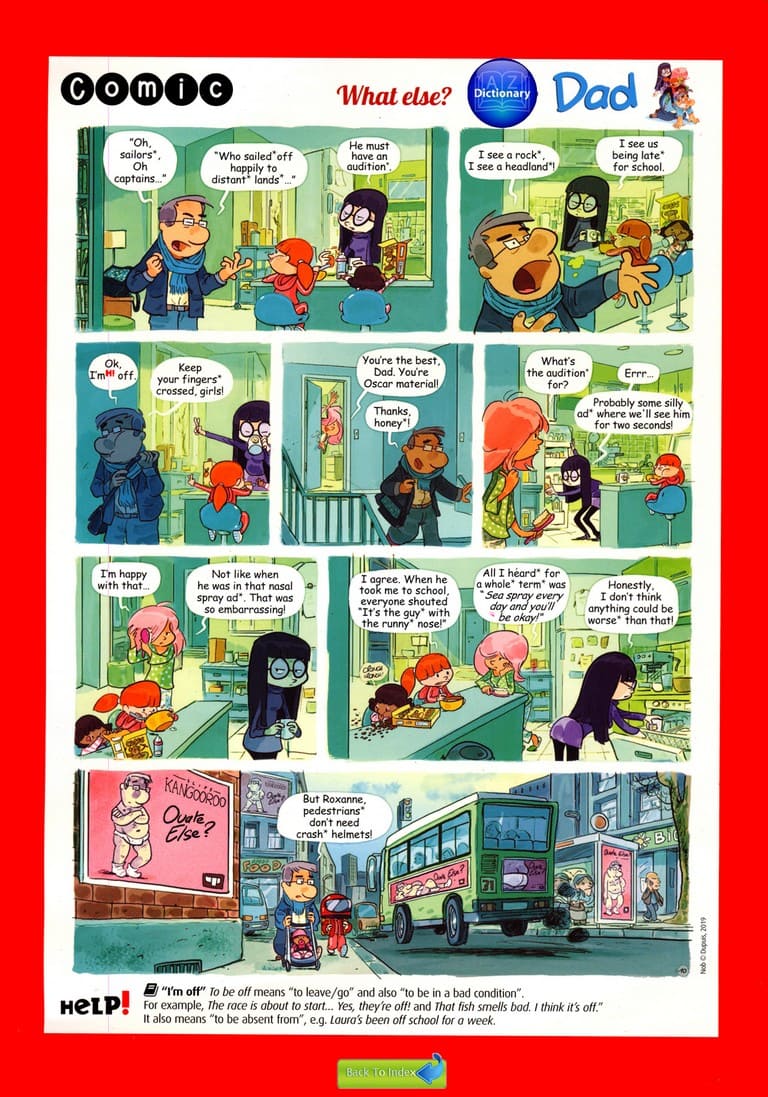 Comic
What else?
A Z
Dictionary
Dad
"Oh,
sailors*,
Oh
captains..."
"Who sailed*off
happily to
distant* lands*..."
He must
have an
audition*.
I see a rock*,
I see a headland*!
I see us
being late*
for school.
Ok,
I'm H! off.
Keep
your fingers*
crossed, girls!
You're the best,
Dad. You're
Oscar material!
Thanks,
honey*!
What's
the audition*
for?
Errr...
Probably some silly
ad* where we'll see him
for two seconds!
I'm happy
with that...
Not like when
he was in that nasal
spray ad*. That was
so embarrassing!
I agree. When he
took me to school,
everyone shouted
"It's the guy* with
the runny* nose!"
All I heard* for
a whole* term* was
"Sea spray every
day and you'll
be okay!"
Honestly,
I don't think
anything could be
worse* than that!
KANGOOROO
Ouate
Else?
But Roxanne,
pedestrians*
don't need
crash* helmets!
FOOD
Ouate Else?
31
Ouate Else?
BIO
Nob © Dupuis, 2019
HELP!
"I'm off" To be off means "to leave/go" and also "to be in a bad condition".
For example, The race is about to start... Yes, they're off! and That fish smells bad. I think it's off."
It also means "to be absent from", e.g. Laura's been off school for a week.
Back To Index